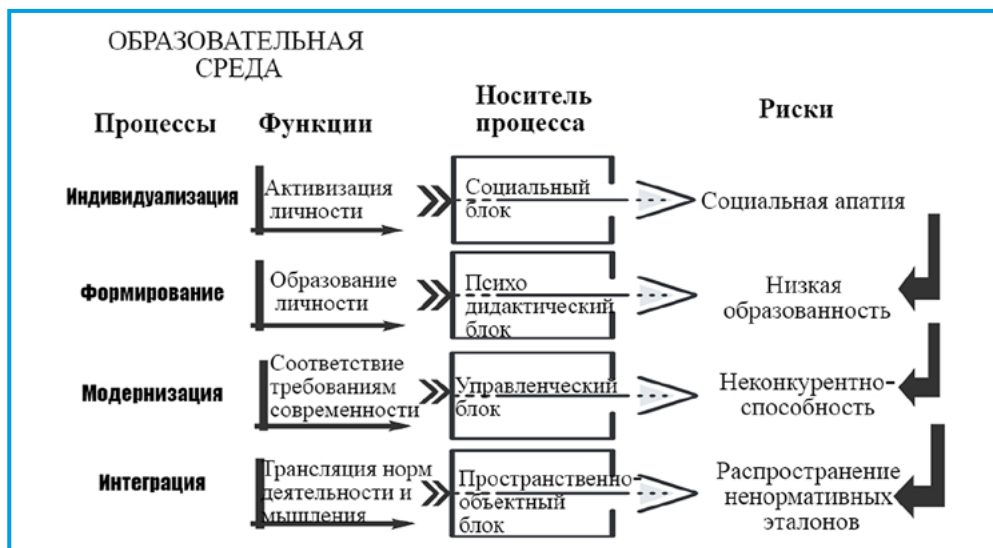 ОБРАЗОВАТЕЛЬНАЯ
СРЕДА
Процессы
Функции
Носитель
процесса
Риски
Индивидуализация
Активизация
личности
Социальный
блок
Социальная апатия
Формирование
Образование
личности
Психо
дидактический
блок
Низкая
образованность
Модернизация
Соответствие
требованиям
современности
Управленческий
блок
Неконкурентно-
способность
Интеграция
Трансляция норм
деятельности и
мышления
Пространственно-
объектный
блок
Распространение
ненормативных
эталонов